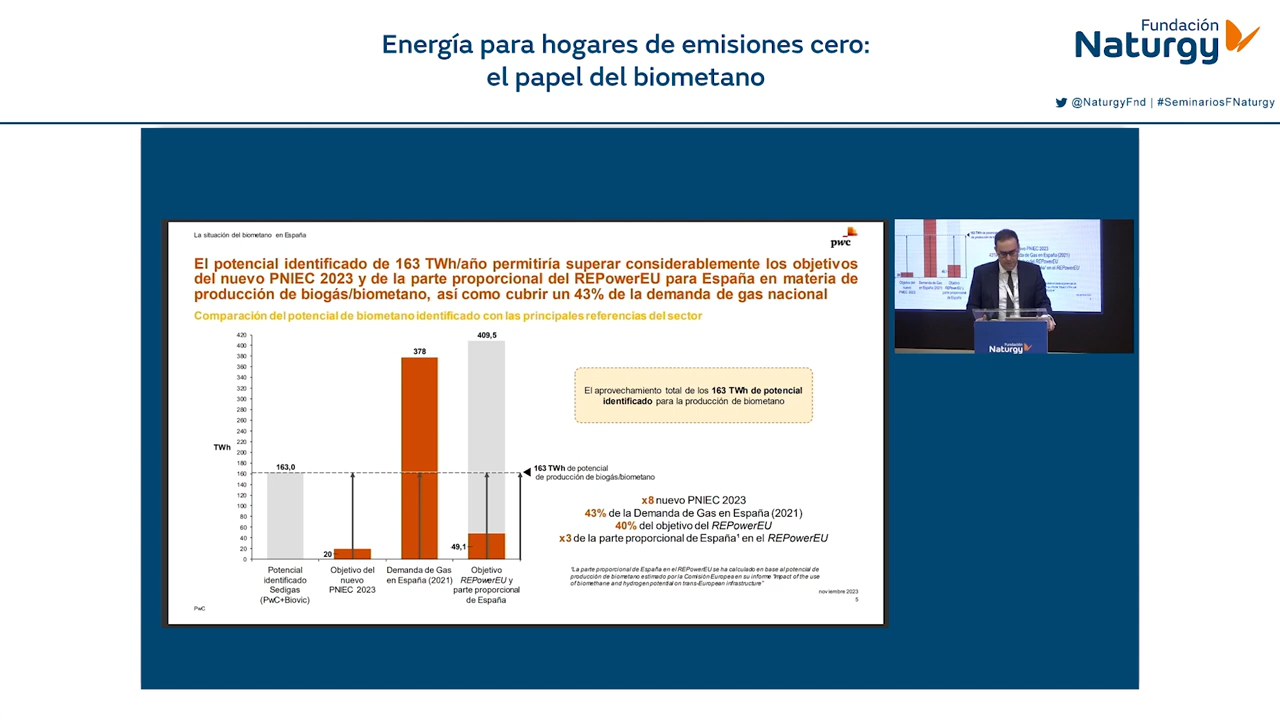 Energía para hogares de emisiones cero:
el papel del biometano
Fundación
Naturgy
@NaturgyFnd | #SeminariosFNaturgy
La situación del biometano en España
pwc
El potencial identificado de 163 TWh/año permitiría superar considerablemente los objetivos
del nuevo PNIEC 2023 y de la parte proporcional del REPowerEU para España en materia de
producción de biogás/biometano, así como cubrir un 43% de la demanda de gas nacional
Comparación del potencial de biometano identificado con las principales referencias del sector
TWh
420
400
380
360
340
320
300
280
260
240
220
200
180
160
140
120
100
80
60
40
20
0
163,0
20
378
409,5
49,1
163 TWh de potencial
de producción de biogás/biometano
Potencial
identificado
Sedigas
(PwC+Biovic)
Objetivo del
nuevo
PNIEC 2023
Demanda de Gas
en España (2021)
Objetivo
REPowerEU y
parte proporcional
de España
El aprovechamiento total de los 163 TWh de potencial
identificado para la producción de biometano
x8 nuevo PNIEC 2023
43% de la Demanda de Gas en España (2021)
40% del objetivo del REPowerEU
x3 de la parte proporcional de España¹ en el REPowerEU
¹La parte proporcional de España en el REPowerEU se ha calculado en base al potencial de
producción de biometano estimado por la Comisión Europea en su informe "Impact of the use
of biomethane and hydrogen potential on trans-European infrastructure"
PwC
noviembre 2023
5
Fundación
Naturgy